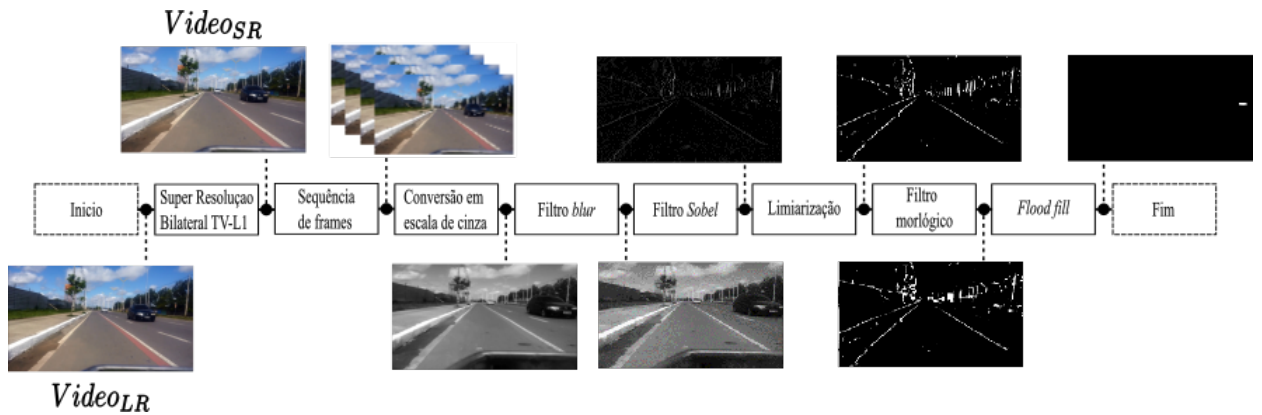 Video_SR
Inicio
Super Resoluçao
Bilateral TV-L1
Sequência
de frames
Conversão em
escala de cinza
Filtro blur
Filtro Sobel
Limiarização
Filtro
morlógico
Flood fill
Fim
Video_LR